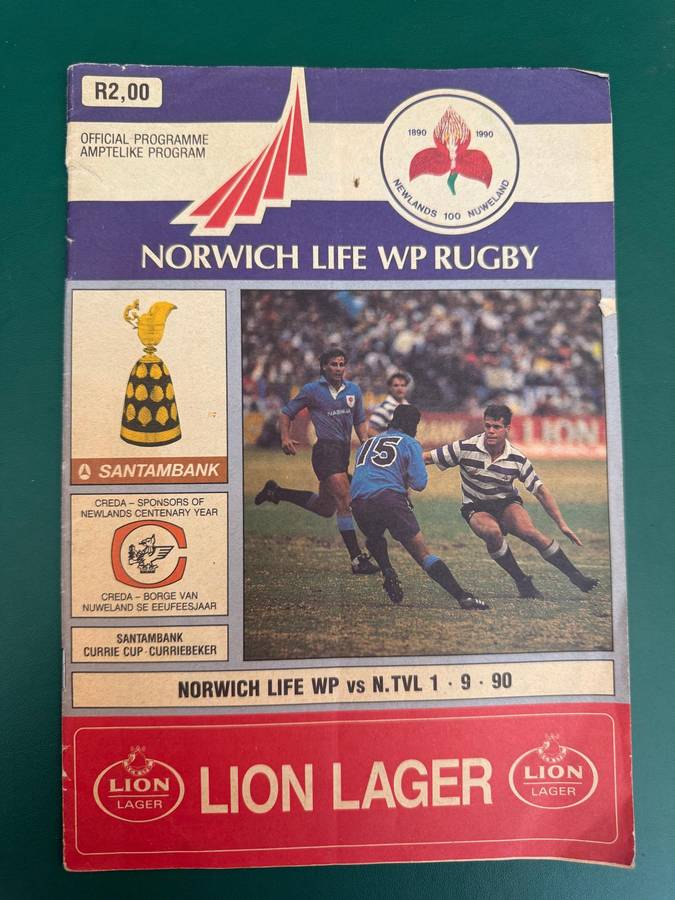 R2,00
OFFICIAL PROGRAMME
AMPTELIKE PROGRAM
1890 1990
NEWLANDS 100 NUWELAND
NORWICH LIFE WP RUGBY
SANTAMBANK
CREDA – SPONSORS OF
NEWLANDS CENTENARY YEAR
CREDA – BORGE VAN
NUWELAND SE EEUFEESJAAR
SANTAMBANK
CURRIE CUP · CURRIEBEKER
15
LION
NORWICH LIFE WP vs N.TVL 1 · 9 · 90
LION
LAGER
LION LAGER
LION
LAGER